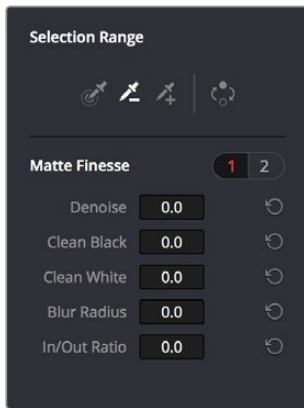 Selection Range
Matte Finesse 1 2
Denoise 0.0
Clean Black 0.0
Clean White 0.0
Blur Radius 0.0
In/Out Ratio 0.0